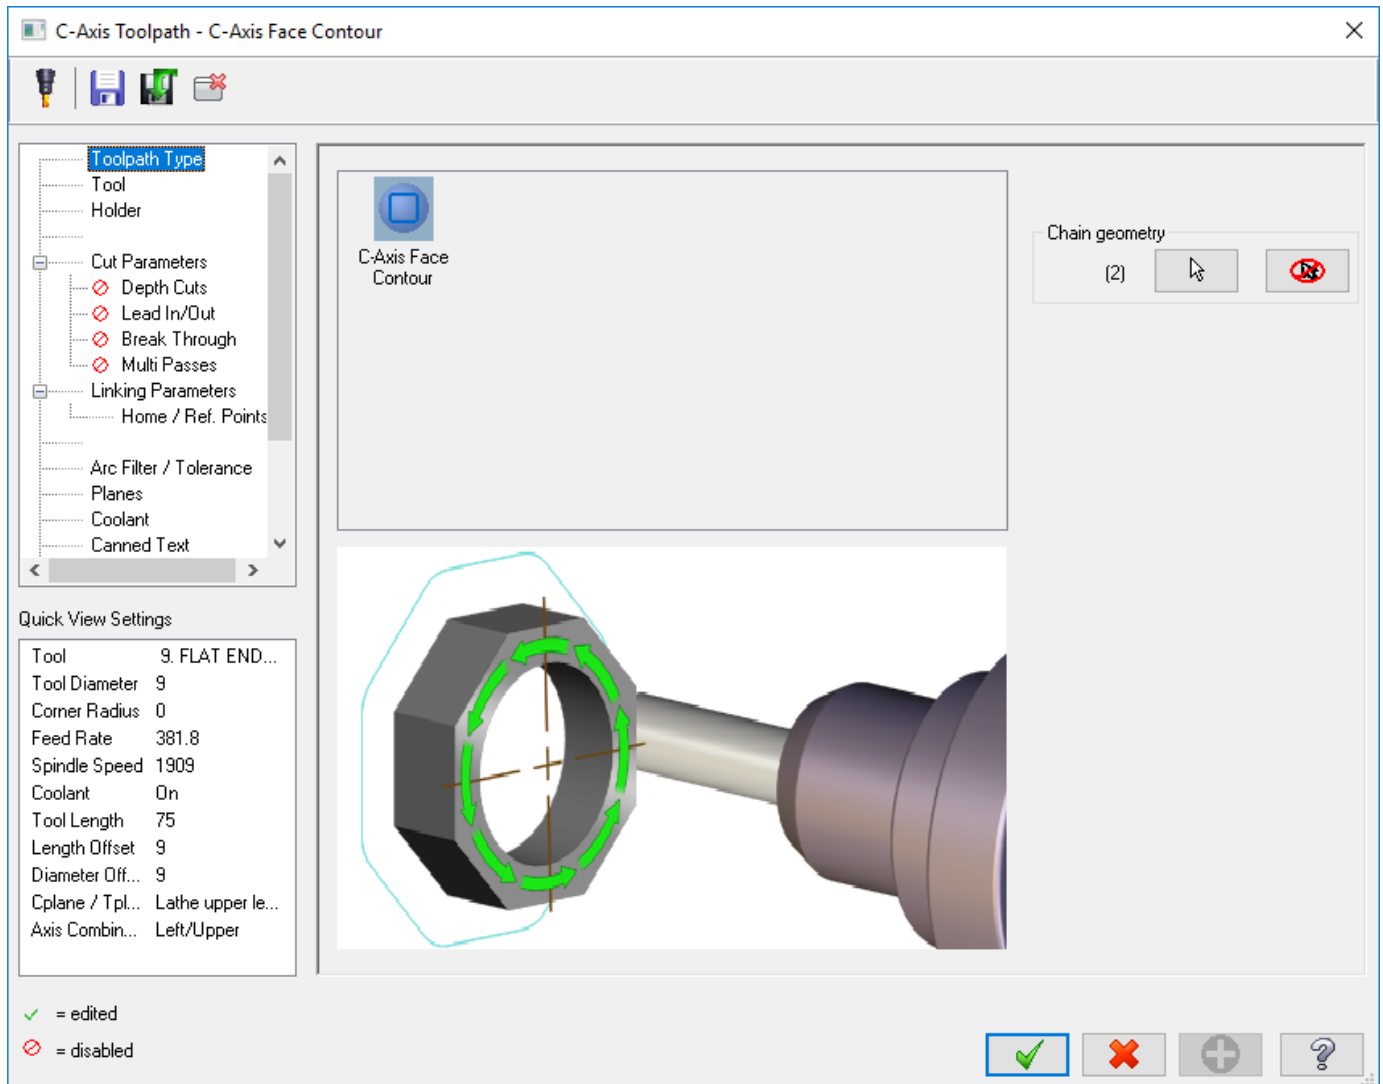 C-Axis Toolpath - C-Axis Face Contour
Toolpath Type
Tool
Holder
Cut Parameters
Depth Cuts
Lead In/Out
Break Through
Multi Passes
Linking Parameters
Home / Ref. Points
Arc Filter / Tolerance
Planes
Coolant
Canned Text
C-Axis Face
Contour
Chain geometry
(2)
Quick View Settings
Tool 9. FLAT END...
Tool Diameter 9
Corner Radius 0
Feed Rate 381.8
Spindle Speed 1909
Coolant On
Tool Length 75
Length Offset 9
Diameter Off... 9
Cplane / Tpl... Lathe upper le...
Axis Combin... Left/Upper
= edited
= disabled